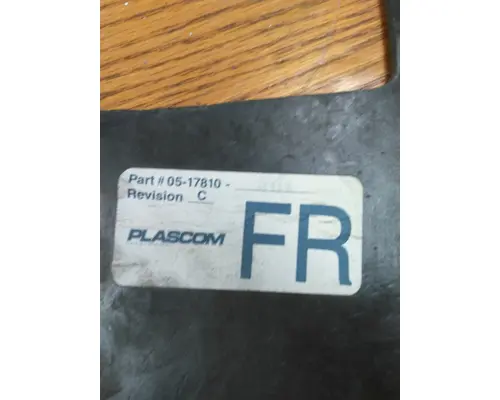 Part # 05-17810 -
Revision C
PLASCOM
FR